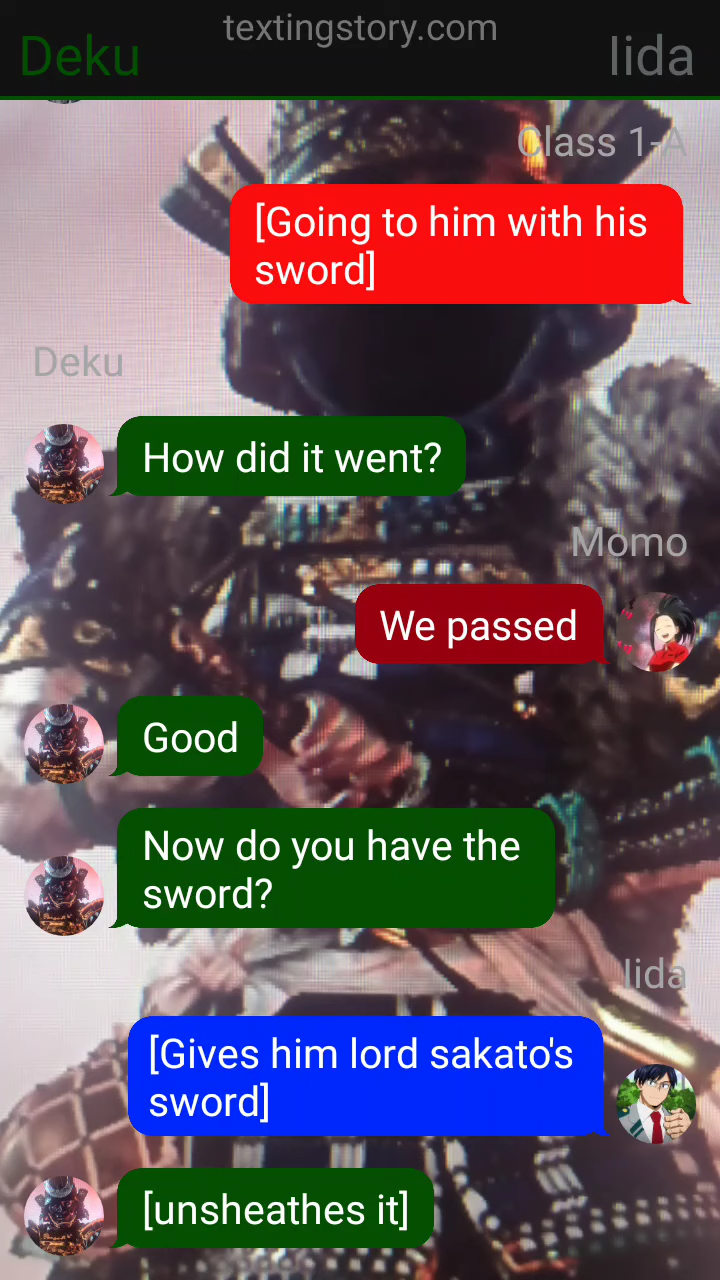 textingstory.com
Deku
Iida
Class 1-A
[Going to him with his
sword]
Deku
How did it went?
Momo
We passed
Good
Now do you have the
sword?
Iida
[Gives him lord sakato's
sword]
[unsheathes it]